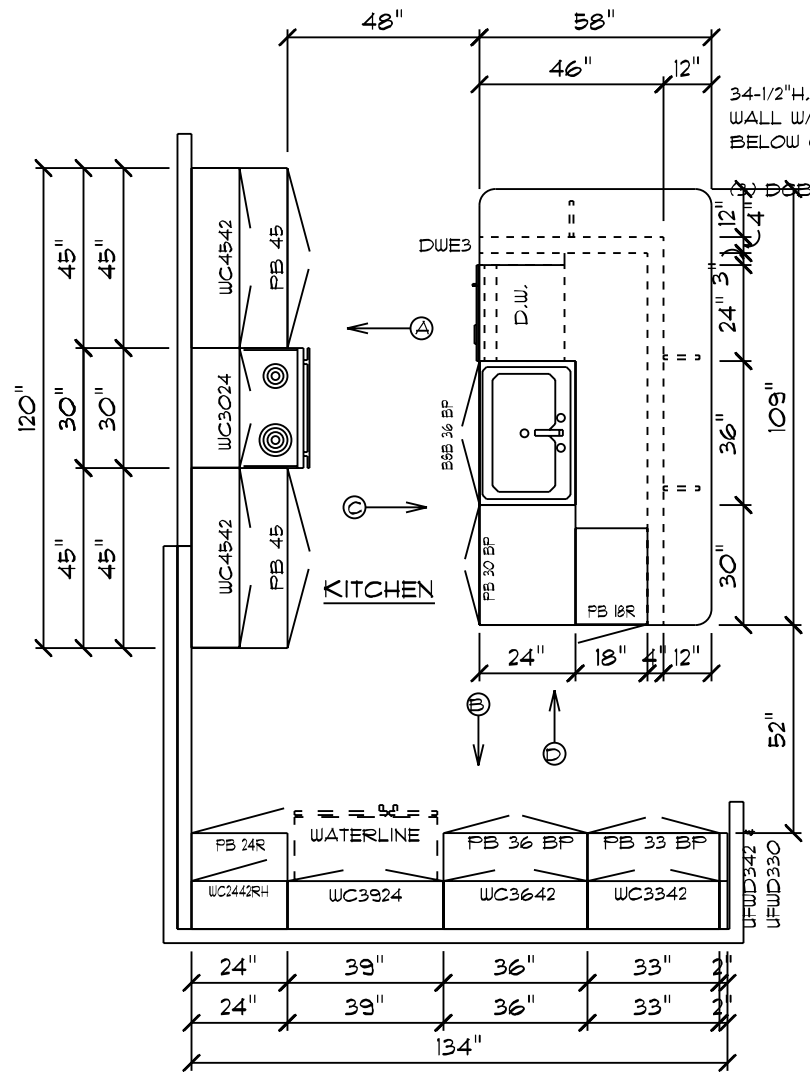 48"
58"
46"
12"
34-1/2"H.
WALL W/
BELOW
12"
4"
3"
24"
36"
30"
109"
52"
120"
45"
30"
45"
45"
30"
45"
WC4542
PB 45
WC3024
WC4542
PB 45
DWE3
D.W.
A
BSB 36 BP
C
PB 30 BP
PB 18R
KITCHEN
24"
18"
4"
12"
B
D
PB 24R
WATERLINE
PB 36 BP
PB 33 BP
WC2442RH
WC3924
WC3642
WC3342
UFWD342 &
UFWD330
24"
39"
36"
33"
2"
24"
39"
36"
33"
2"
134"